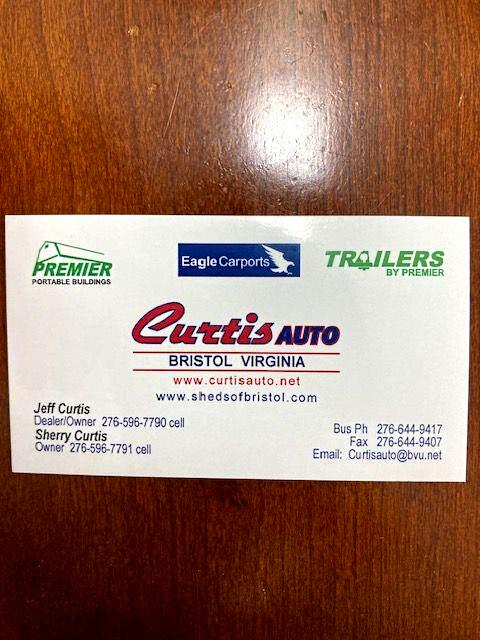 PREMIER
PORTABLE BUILDINGS
Eagle Carports
TRAILERS
BY PREMIER
Curtis AUTO
BRISTOL VIRGINIA
www.curtisauto.net
www.shedsofbristol.com
Jeff Curtis
Dealer/Owner 276-596-7790 cell
Sherry Curtis
Owner 276-596-7791 cell
Bus Ph 276-644-9417
Fax 276-644-9407
Email: Curtisauto@bvu.net